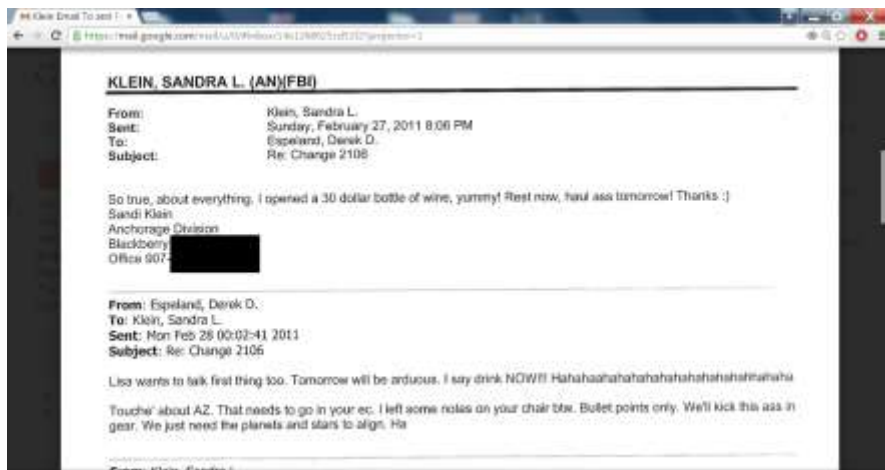 KLEIN, SANDRA L. (AN)(FBI)
From: Klein, Sandra L.
Sent: Sunday, February 27, 2011 8:06 PM
To: Espeland, Derek D.
Subject: Re: Change 2106
So true, about everything. I opened a 30 dollar bottle of wine, yummy! Rest now, haul ass tomorrow! Thanks :)
Sandi Klein
Anchorage Division
Blackberry
Office 907-
From: Espeland, Derek D.
To: Klein, Sandra L.
Sent: Mon Feb 28 00:02:41 2011
Subject: Re: Change 2106
Lisa wants to talk first thing too. Tomorrow will be arduous. I say drink NOW!!!
Touche' about AZ. That needs to go in your ec. I left some notes on your chair btw. Bullet points only. We'll kick this ass in
gear. We just need the planets and stars to align. Ha
From: Klein, Sandra L.